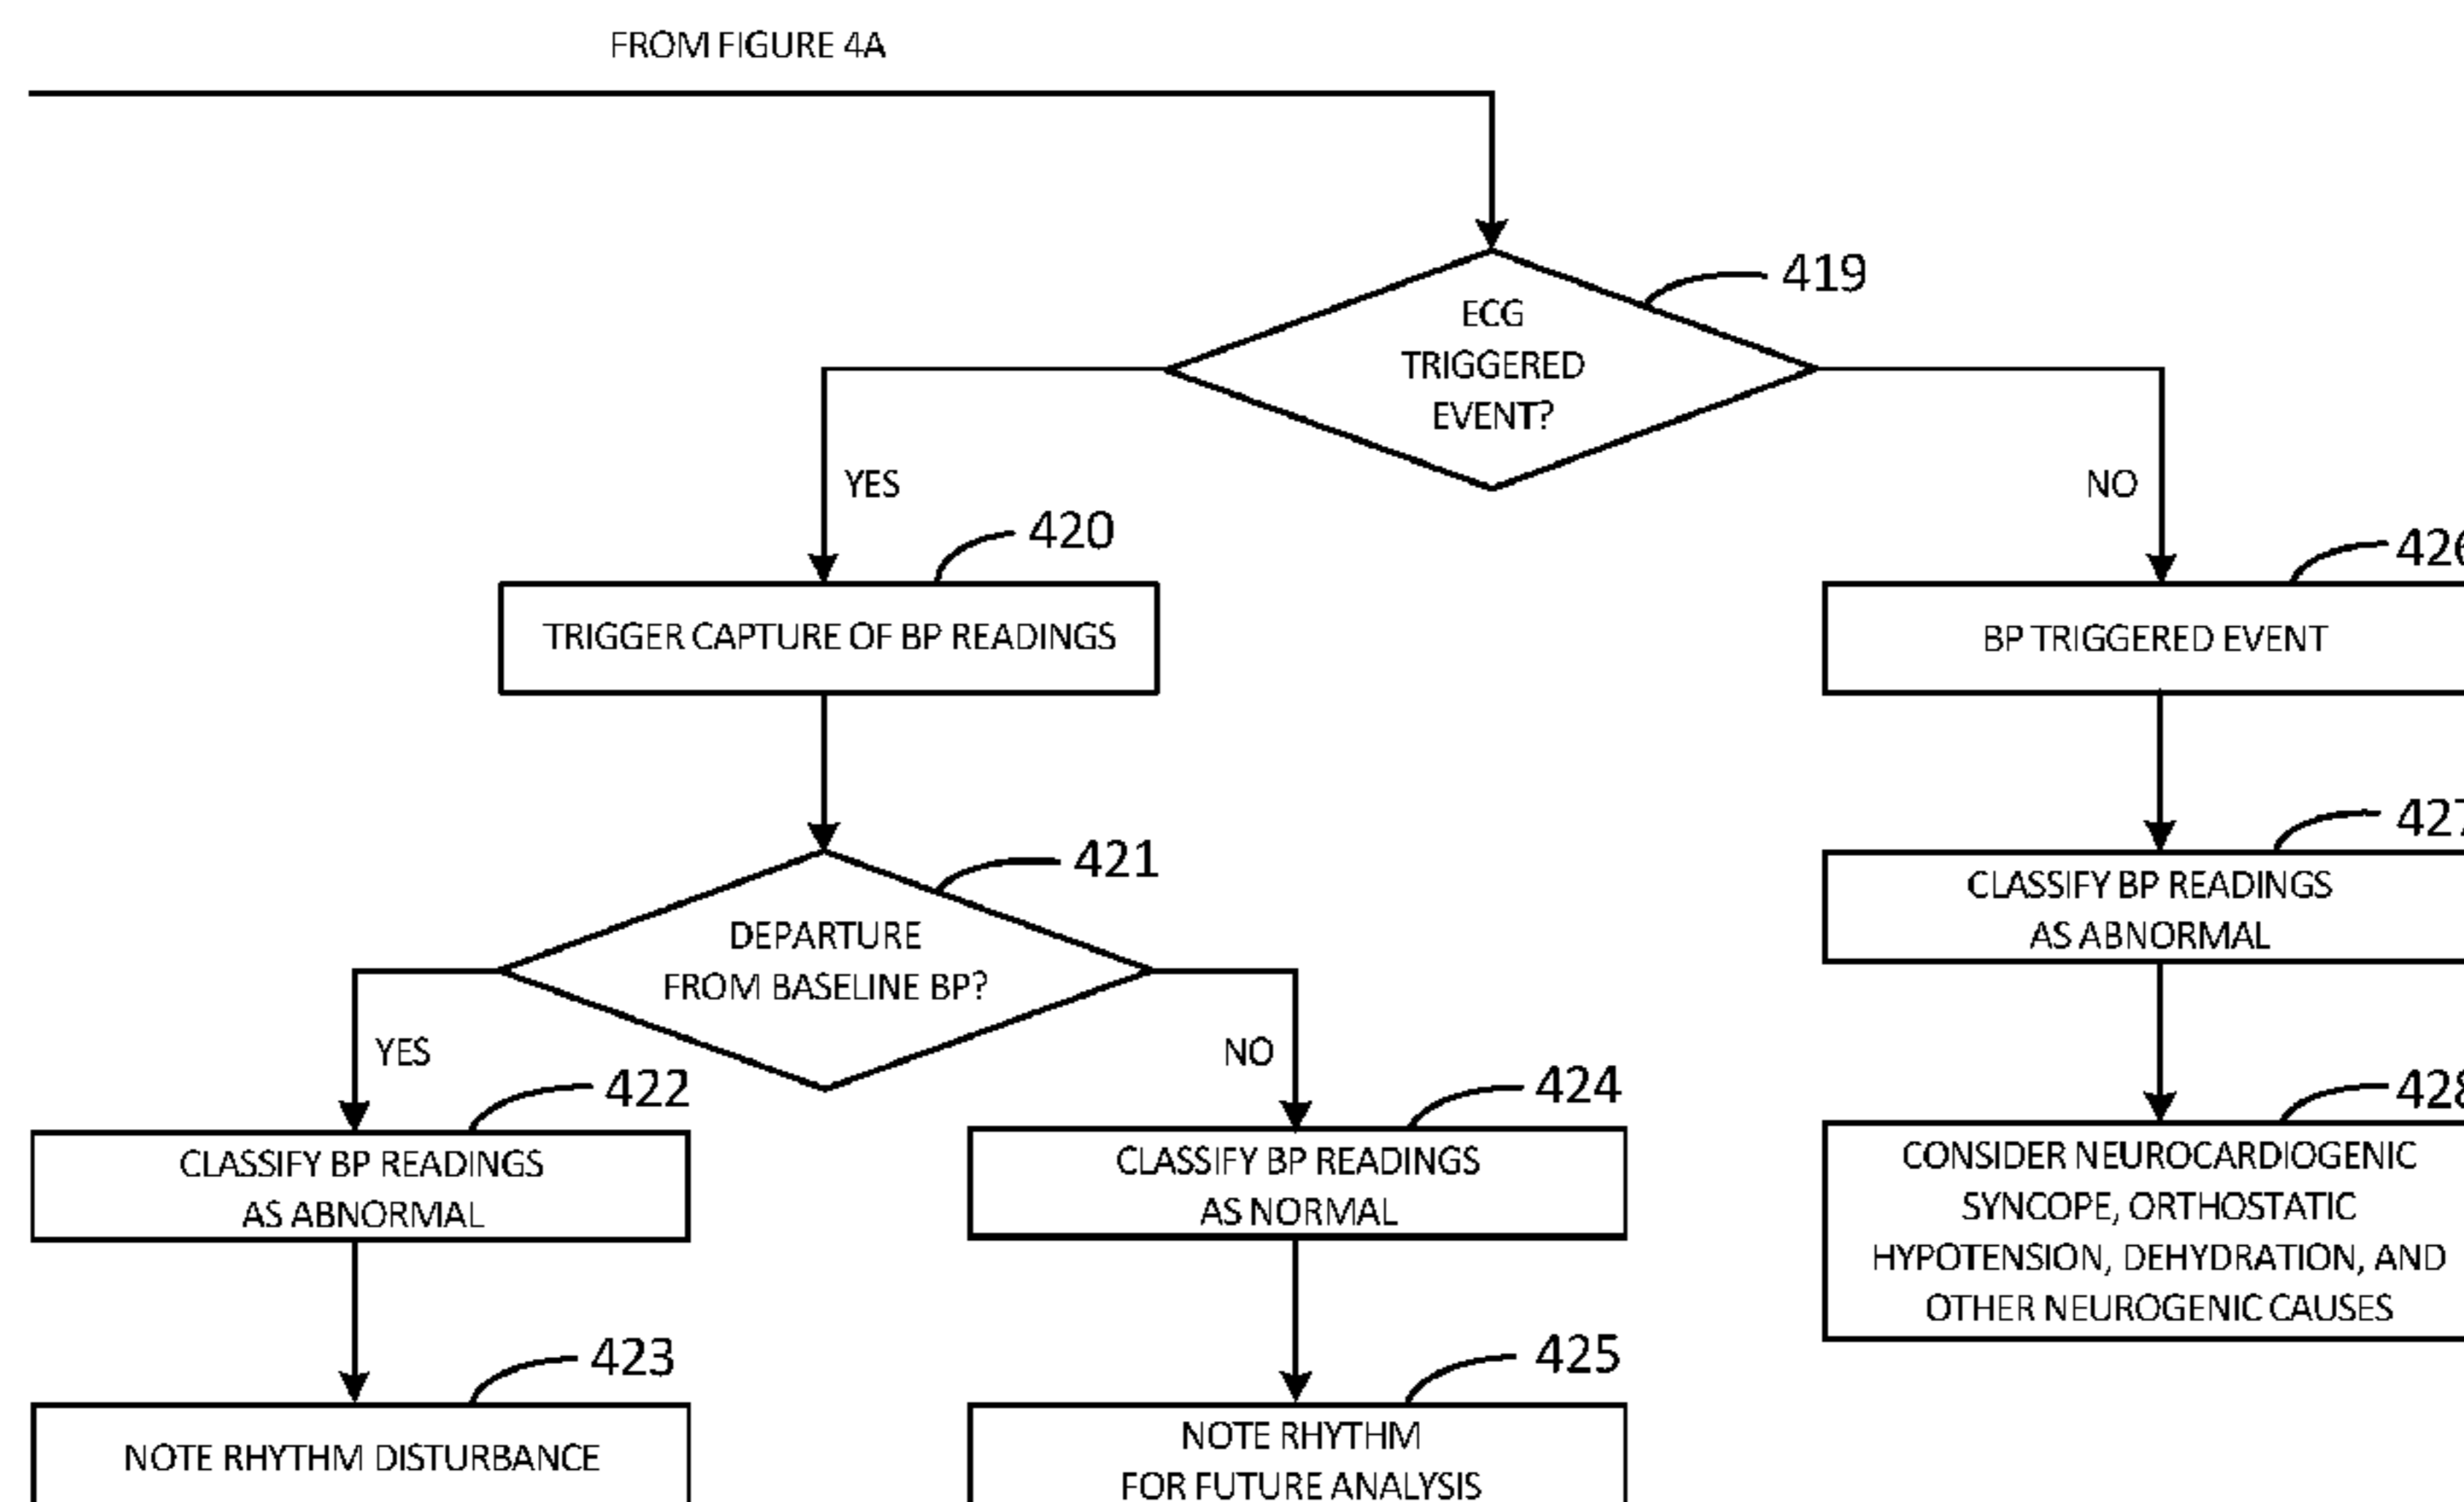 FROM FIGURE 4A
419
ECG
TRIGGERED
EVENT?
YES
NO
420
TRIGGER CAPTURE OF BP READINGS
426
BP TRIGGERED EVENT
421
DEPARTURE
FROM BASELINE BP?
427
CLASSIFY BP READINGS
AS ABNORMAL
YES
NO
422
CLASSIFY BP READINGS
AS ABNORMAL
424
CLASSIFY BP READINGS
AS NORMAL
428
CONSIDER NEUROCARDIOGENIC
SYNCOPE, ORTHOSTATIC
HYPOTENSION, DEHYDRATION, AND
OTHER NEUROGENIC CAUSES
423
NOTE RHYTHM DISTURBANCE
425
NOTE RHYTHM
FOR FUTURE ANALYSIS